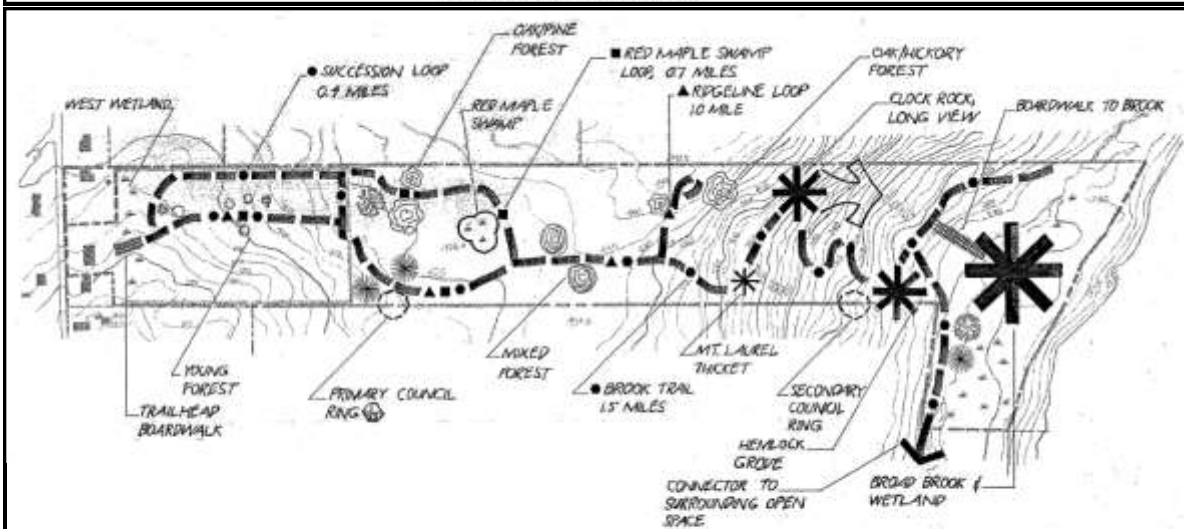 OAK/PINE
FOREST
● SUCCESSION LOOP
0.4 MILES
WEST WETLAND
RED MAPLE
SWAMP
■ RED MAPLE SWAMP
LOOP, 0.7 MILES
▲ RIDGELINE LOOP
1.0 MILE
OAK/HICKORY
FOREST
CLOCK ROCK,
LONG VIEW
BOARDWALK TO BROOK
YOUNG
FOREST
TRAILHEAD
BOARDWALK
PRIMARY COUNCIL
RING
MIXED
FOREST
● BROOK TRAIL
1.5 MILES
MT. LAUREL
THICKET
SECONDARY
COUNCIL
RING
HEMLOCK
GROVE
CONNECTOR TO
SURROUNDING OPEN
SPACE
BROAD BROOK &
WETLAND